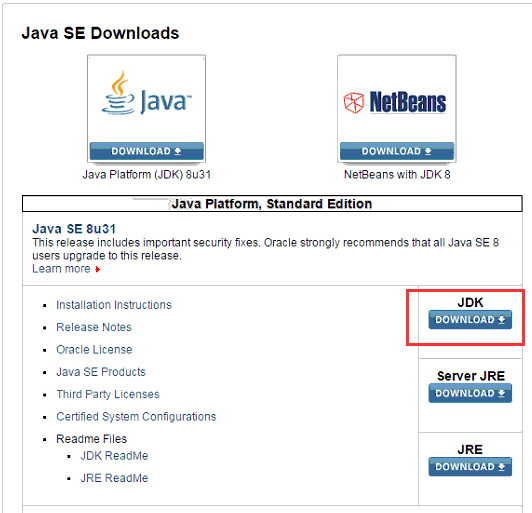 Java SE Downloads
Java™
NetBeans
DOWNLOAD
DOWNLOAD
Java Platform (JDK) 8u31
NetBeans with JDK 8
Java Platform, Standard Edition
Java SE 8u31
This release includes important security fixes. Oracle strongly recommends that all Java SE 8
users upgrade to this release.
Learn more
Installation Instructions
Release Notes
Oracle License
Java SE Products
Third Party Licenses
Certified System Configurations
Readme Files
JDK ReadMe
JRE ReadMe
JDK
DOWNLOAD
Server JRE
DOWNLOAD
JRE
DOWNLOAD